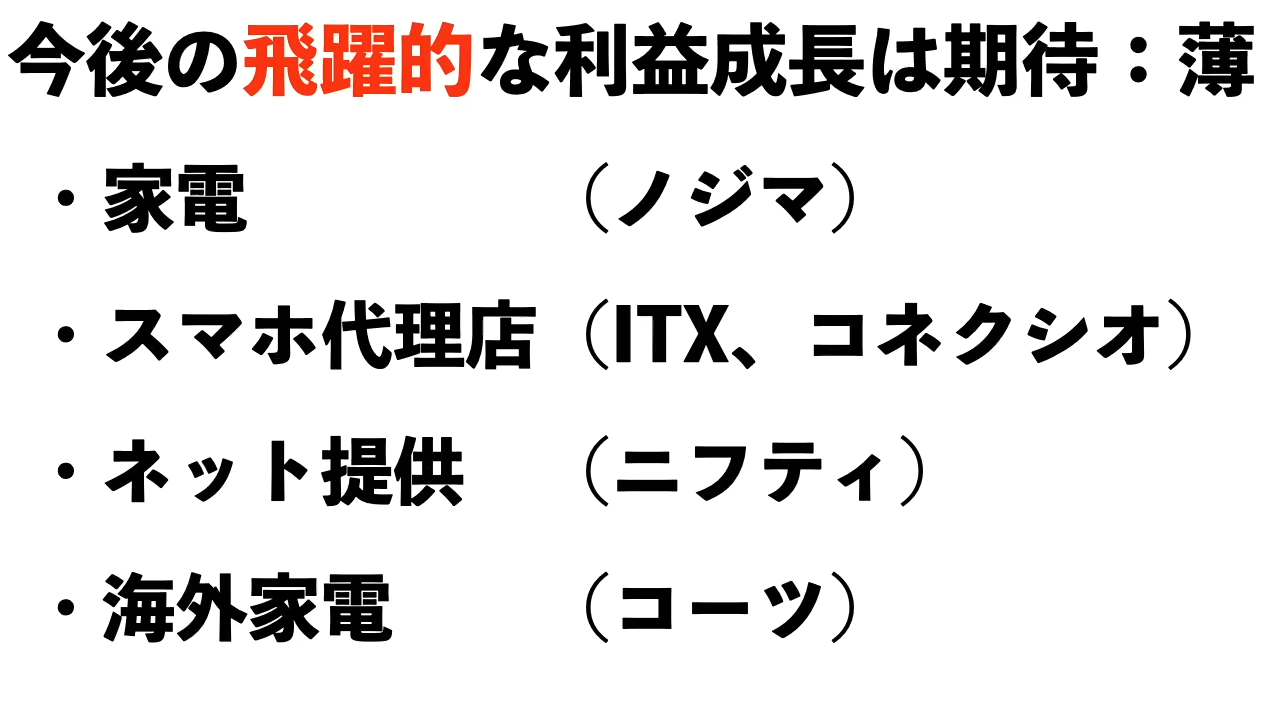 今後の飛躍的な利益成長は期待：薄
・家電　　　　（ノジマ）
・スマホ代理店（ITX、コネクシオ）
・ネット提供　（ニフティ）
・海外家電　　（コーツ）